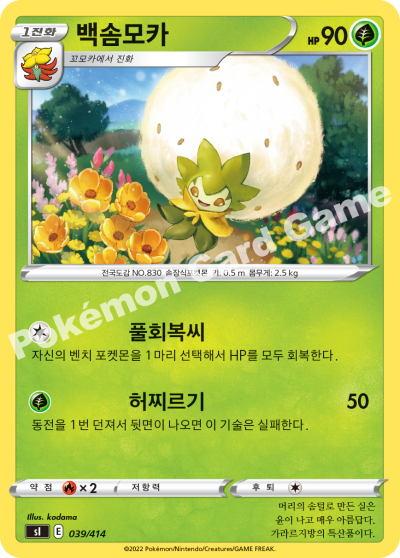 1진화
백솜모카
HP 90
꼬모카에서 진화
전국도감 NO.830 솜장식포켓몬 키: 0.5 m 몸무게: 2.5 kg
풀회복씨
자신의 벤치 포켓몬을 1마리 선택해서 HP를 모두 회복한다.
허찌르기 50
동전을 1번 던져서 뒷면이 나오면 이 기술은 실패한다.
약점 ×2 저항력 후퇴
Illus. kodama
sI E 039/414
머리의 솜털로 만든 실은
윤이 나고 매우 아름답다.
가라르지방의 특산품이다.
©2022 Pokémon/Nintendo/Creatures/GAME FREAK.
Pokémon Card Game